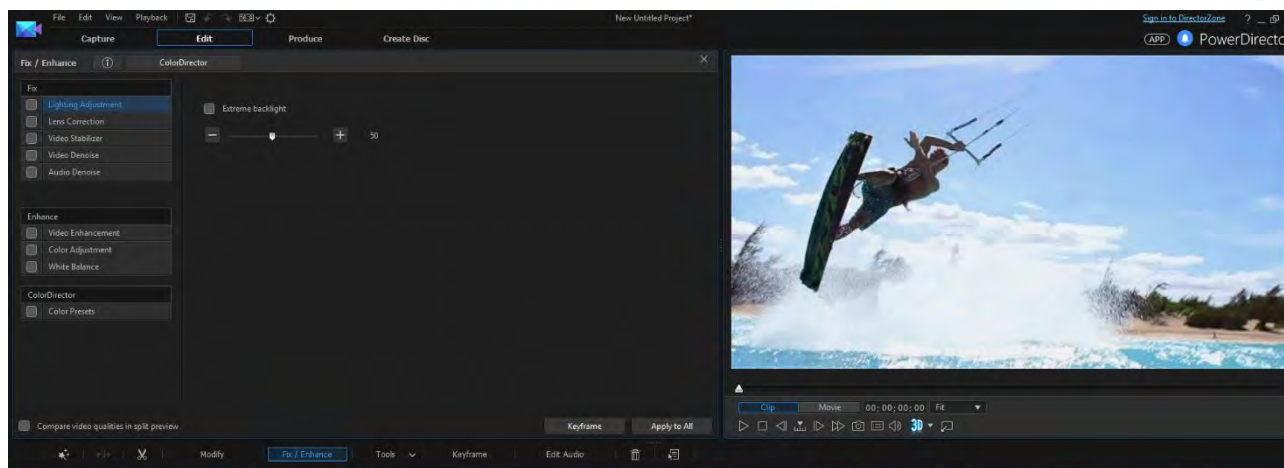 File Edit View Playback New Untitled Project* Sign in to DirectorZone ?
Capture Edit Produce Create Disc APP PowerDirecto
Fix / Enhance ColorDirector
Fix
Lighting Adjustment
Extreme backlight
Lens Correction
Video Stabilizer
50
Video Denoise
Audio Denoise
Enhance
Video Enhancement
Color Adjustment
White Balance
ColorDirector
Color Presets
Clip Movie 00;00;00;00 Fit
Compare video qualities in split preview Keyframe Apply to All
3D
Modify Fix / Enhance Tools Keyframe Edit Audio